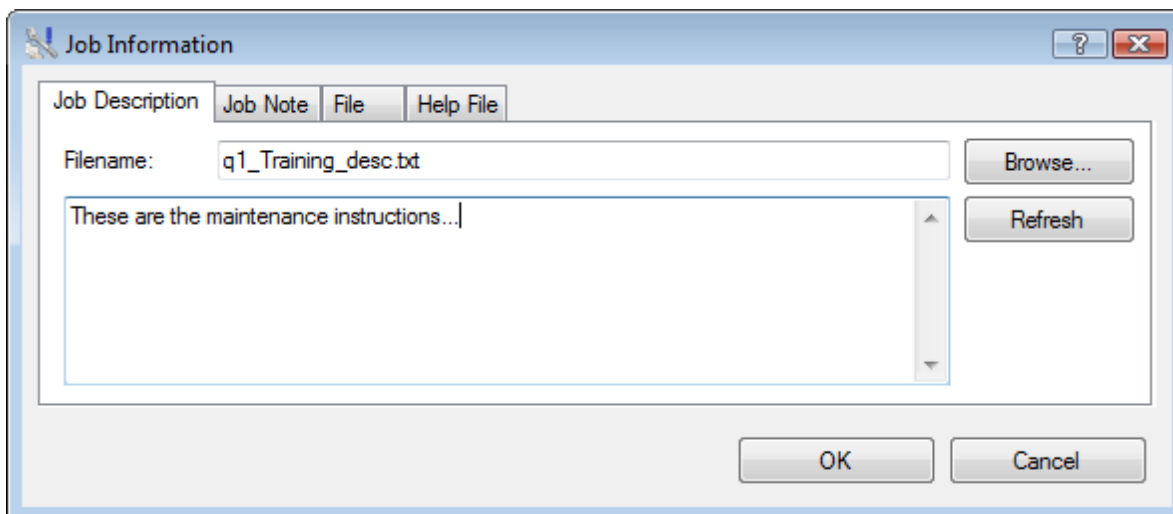 Job Information
Job Description Job Note File Help File
Filename: q1_Training_desc.txt Browse...
These are the maintenance instructions... Refresh
OK Cancel